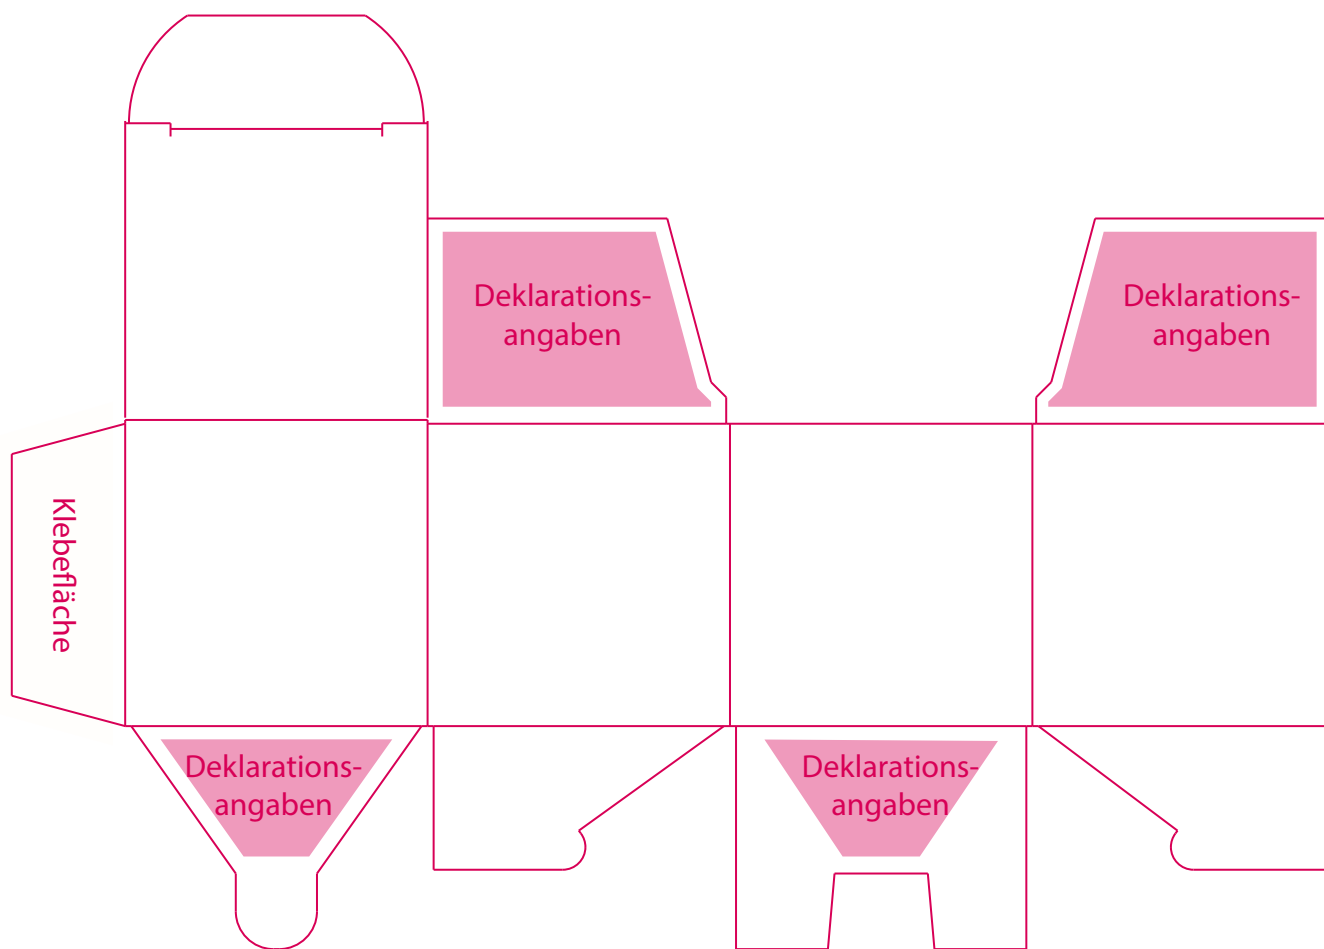 Deklarations-
angaben
Deklarations-
angaben
Klebefläche
Deklarations-
angaben
Deklarations-
angaben